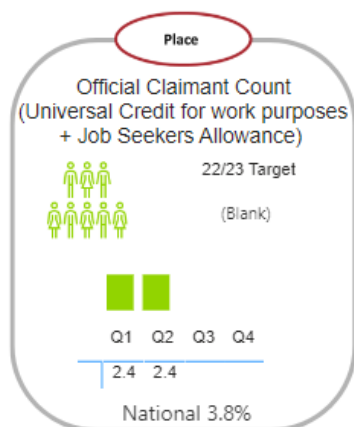 Place
Official Claimant Count
(Universal Credit for work purposes
+ Job Seekers Allowance)
22/23 Target
(Blank)
Q1 Q2 Q3 Q4
2.4 2.4
National 3.8%